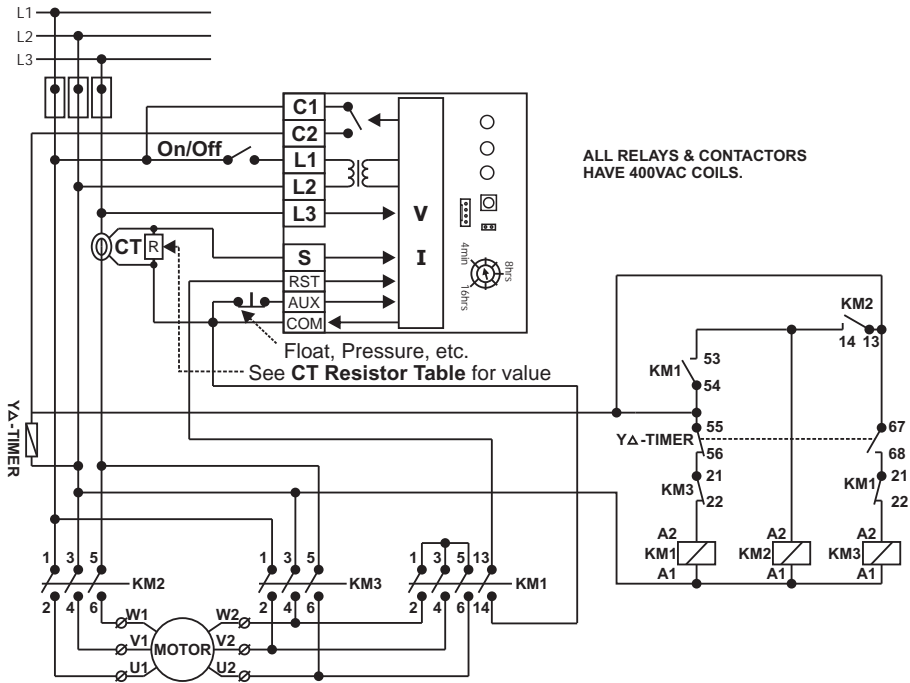 L1
L2
L3
C1
C2
On/Off
L1
L2
L3
V
I
CT
R
S
RST
AUX
COM
4min
8hrs
16hrs
ALL RELAYS & CONTACTORS
HAVE 400VAC COILS.
Float, Pressure, etc.
See CT Resistor Table for value
YΔ-TIMER
KM2
14 13
53
KM1
54
55
YΔ-TIMER
56
67
68
21
KM3
22
21
KM1
22
A2
KM1
A1
A2
KM2
A1
A2
KM3
A1
1 3 5
KM2
2 4 6
1 3 5
KM3
2 4 6
1 3 5 13
KM1
2 4 6 14
W1
V1
U1
MOTOR
W2
V2
U2